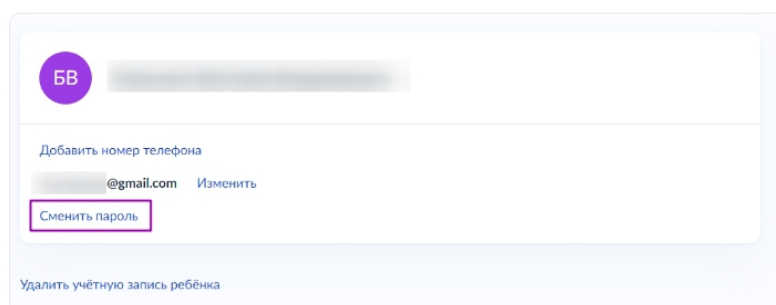 БВ
Добавить номер телефона
@gmail.com Изменить
Сменить пароль
Удалить учётную запись ребёнка